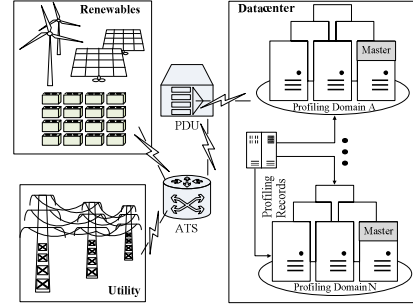 Renewables
Datacenter
Master
PDU
Profiling Domain A
ATS
Profiling
Records
Master
Utility
Profiling Domain N